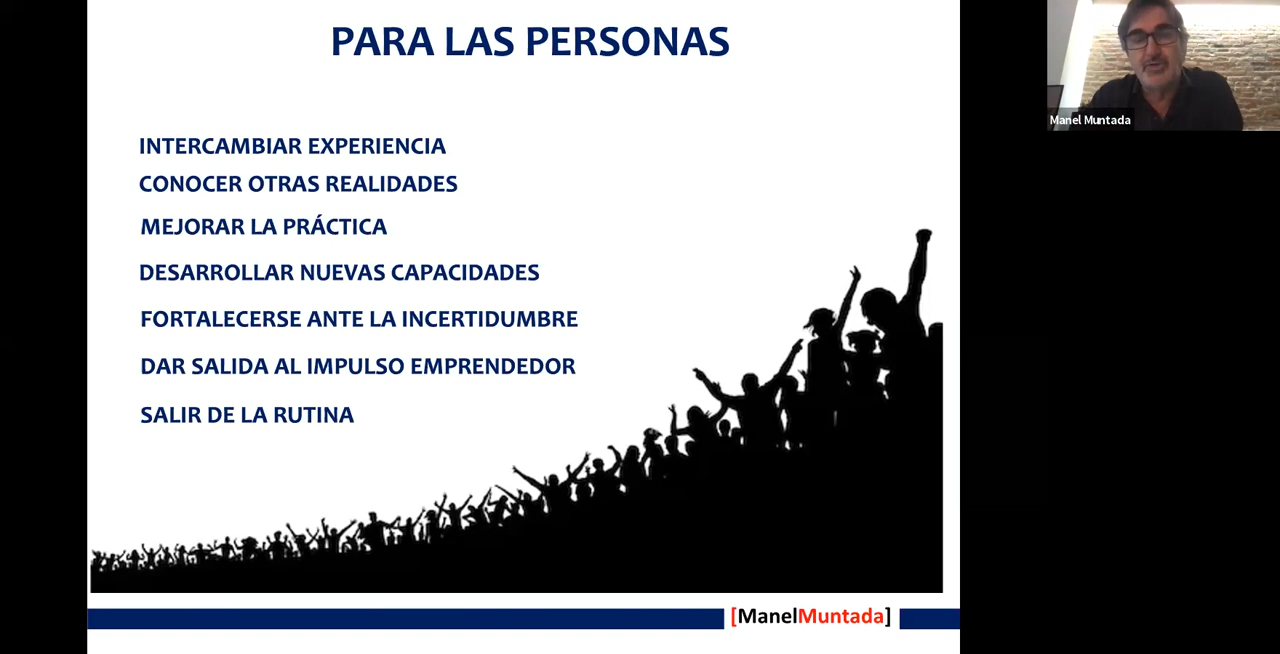 PARA LAS PERSONAS
INTERCAMBIAR EXPERIENCIA
CONOCER OTRAS REALIDADES
MEJORAR LA PRÁCTICA
DESARROLLAR NUEVAS CAPACIDADES
FORTALECERSE ANTE LA INCERTIDUMBRE
DAR SALIDA AL IMPULSO EMPRENDEDOR
SALIR DE LA RUTINA
[ManelMuntada]
Manel Muntada